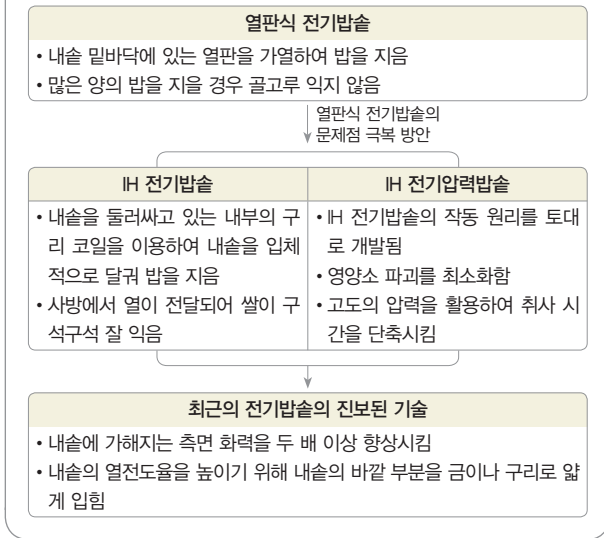 열판식 전기밥솥
• 내솥 밑바닥에 있는 열판을 가열하여 밥을 지음
• 많은 양의 밥을 지을 경우 골고루 익지 않음
열판식 전기밥솥의
문제점 극복 방안
IH 전기밥솥
• 내솥을 둘러싸고 있는 내부의 구
리 코일을 이용하여 내솥을 입체
적으로 달궈 밥을 지음
• 사방에서 열이 전달되어 쌀이 구
석구석 잘 익음
IH 전기압력밥솥
• IH 전기밥솥의 작동 원리를 토대
로 개발됨
• 영양소 파괴를 최소화함
• 고도의 압력을 활용하여 취사 시
간을 단축시킴
최근의 전기밥솥의 진보된 기술
• 내솥에 가해지는 측면 화력을 두 배 이상 향상시킴
• 내솥의 열전도율을 높이기 위해 내솥의 바깥 부분을 금이나 구리로 얇
게 입힘